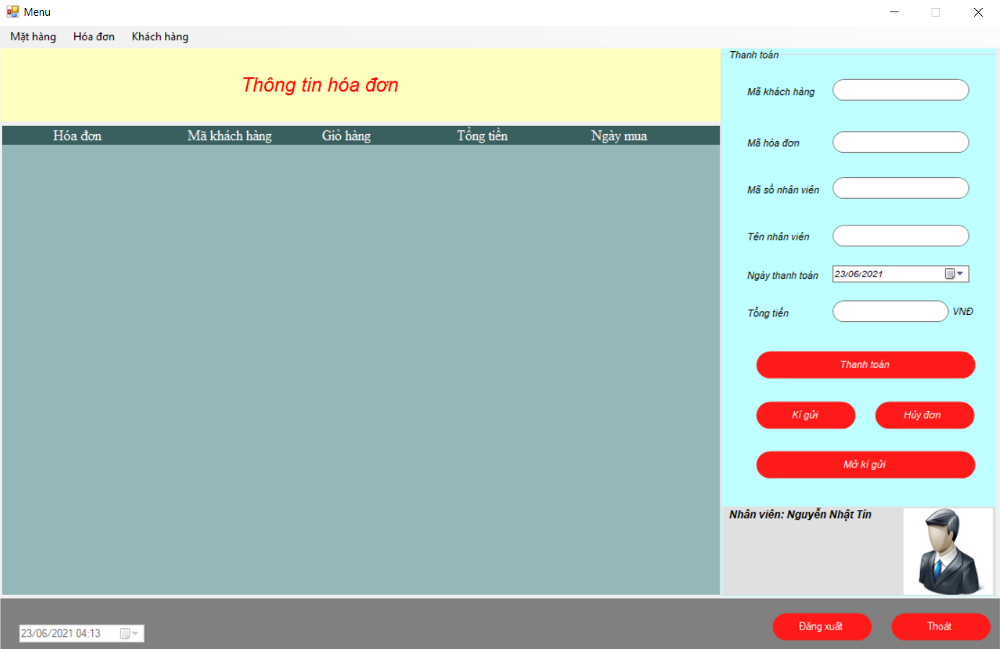 Menu
Mặt hàng Hóa đơn Khách hàng
Thông tin hóa đơn
Hóa đơn Mã khách hàng Giỏ hàng Tổng tiền Ngày mua
Thanh toán
Mã khách hàng
Mã hóa đơn
Mã số nhân viên
Tên nhân viên
Ngày thanh toán 23/06/2021
Tổng tiền VNĐ
Thanh toán
Kí gửi Hủy đơn
Mở kí gửi
Nhân viên: Nguyễn Nhật Tín
23/06/2021 04:13
Đăng xuất Thoát